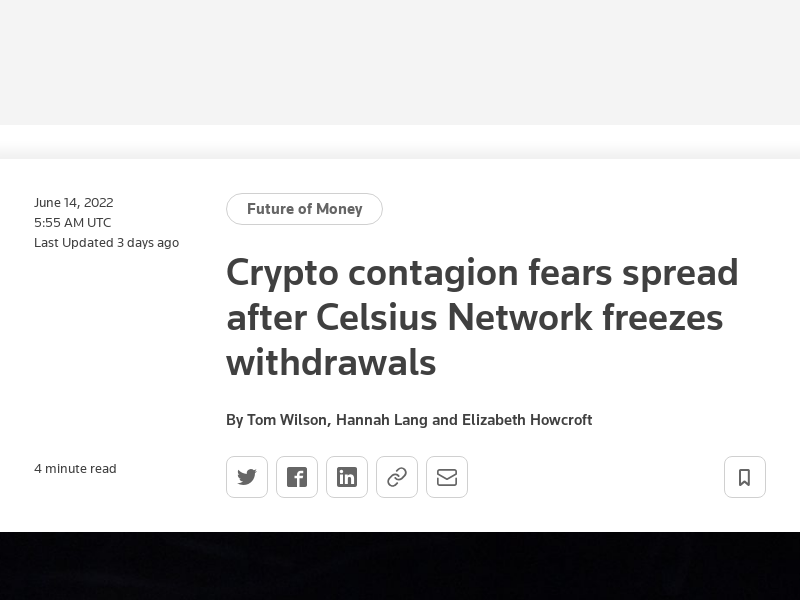 June 14, 2022
5:55 AM UTC
Last Updated 3 days ago
Future of Money
Crypto contagion fears spread
after Celsius Network freezes
withdrawals
By Tom Wilson, Hannah Lang and Elizabeth Howcroft
4 minute read